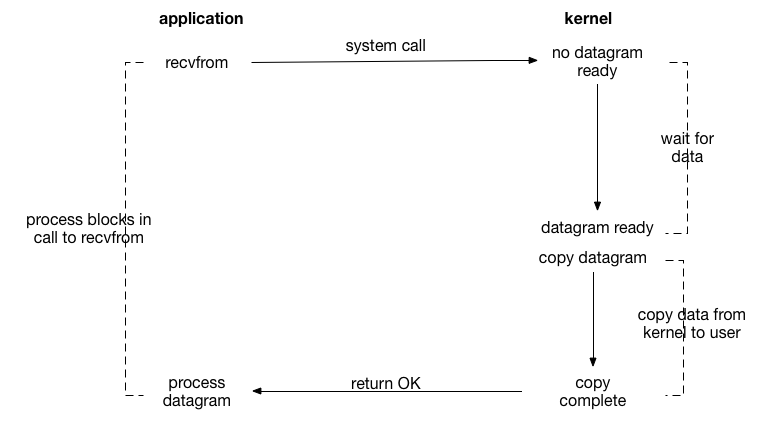 application
kernel
system call
recvfrom
no datagram
ready
wait for
data
process blocks in
call to recvfrom
datagram ready
copy datagram
copy data from
kernel to user
process
datagram
return OK
copy
complete